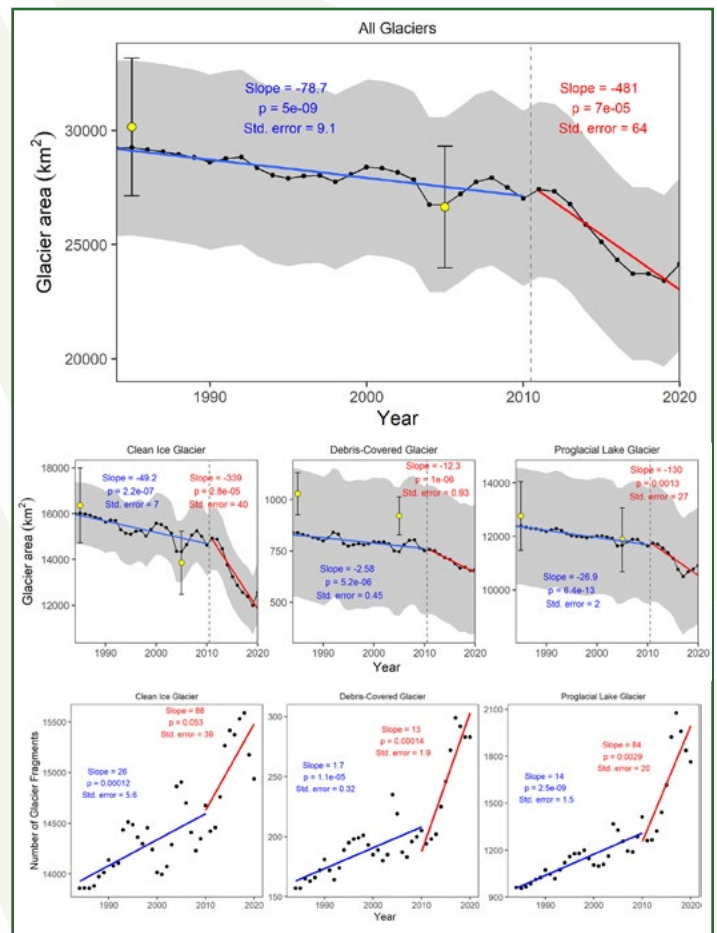 All Glaciers
Slope = -78.7
p = 5e-09
Std. error = 9.1
Slope = -481
p = 7e-05
Std. error = 64
Glacier area (km²)
30000
25000
20000
1990
2000
2010
2020
Year
Clean Ice Glacier
Slope = -49.2
p = 2.2e-07
Std. error = 7
Slope = -339
p = 2.8e-05
Std. error = 40
Glacier area (km²)
18000
16000
14000
12000
1990
2000
2010
2020
Debris-Covered Glacier
Slope = -12.3
p = 1e-06
Std. error = 0.93
Slope = -2.58
p = 5.2e-06
Std. error = 0.45
1000
750
500
1990
2000
2010
2020
Year
Proglacial Lake Glacier
Slope = -130
p = 0.0013
Std. error = 27
Slope = -26.9
p = 6.4e-13
Std. error = 2
14000
12000
10000
1990
2000
2010
2020
Clean Ice Glacier
Slope = 88
p = 0.053
Std. error = 39
Slope = 26
p = 0.00012
Std. error = 5.6
Number of Glacier Fragments
15500
15000
14500
14000
1990
2000
2010
2020
Debris-Covered Glacier
Slope = 13
p = 0.00014
Std. error = 1.9
Slope = 1.7
p = 1.1e-05
Std. error = 0.32
300
250
200
150
1990
2000
2010
2020
Year
Proglacial Lake Glacier
Slope = 84
p = 0.0029
Std. error = 20
Slope = 14
p = 2.5e-09
Std. error = 1.5
2100
1800
1500
1200
900
1990
2000
2010
2020